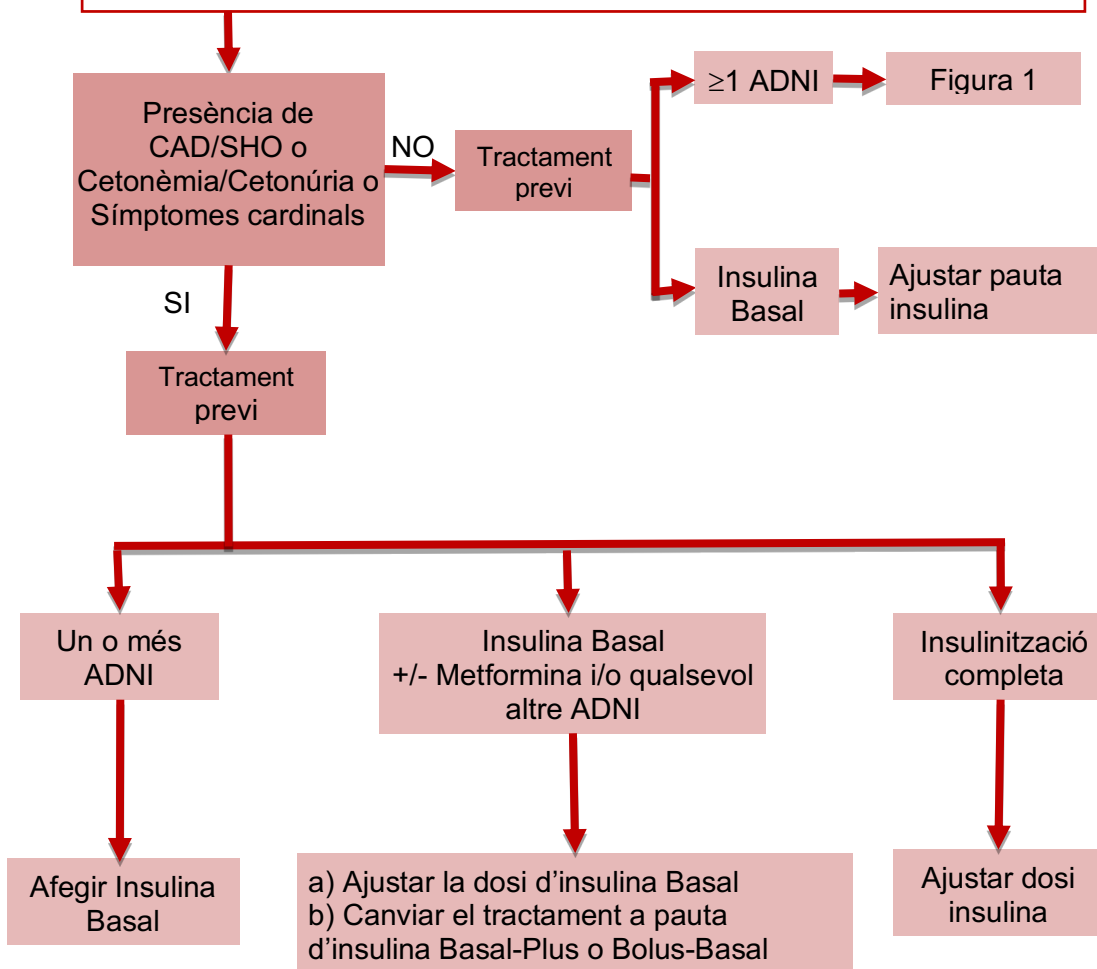 Presència de
CAD/SHO o
Cetonèmia/Cetonúria o
Símptomes cardinals
NO
Tractament
previi
≥1 ADNI
Figura 1
Insulina
Basal
Ajustar pauta
insulina
SI
Tractament
previ
Un o més
ADNI
Insulina Basal
+/- Metformina i/o qualsevol
altre ADNI
Insulinització
completa
Afegir Insulina
Basal
a) Ajustar la dosi d’insulina Basal
b) Canviar el tractament a pauta
d’insulina Basal-Plus o Bolus-Basal
Ajustar dosi
insulina